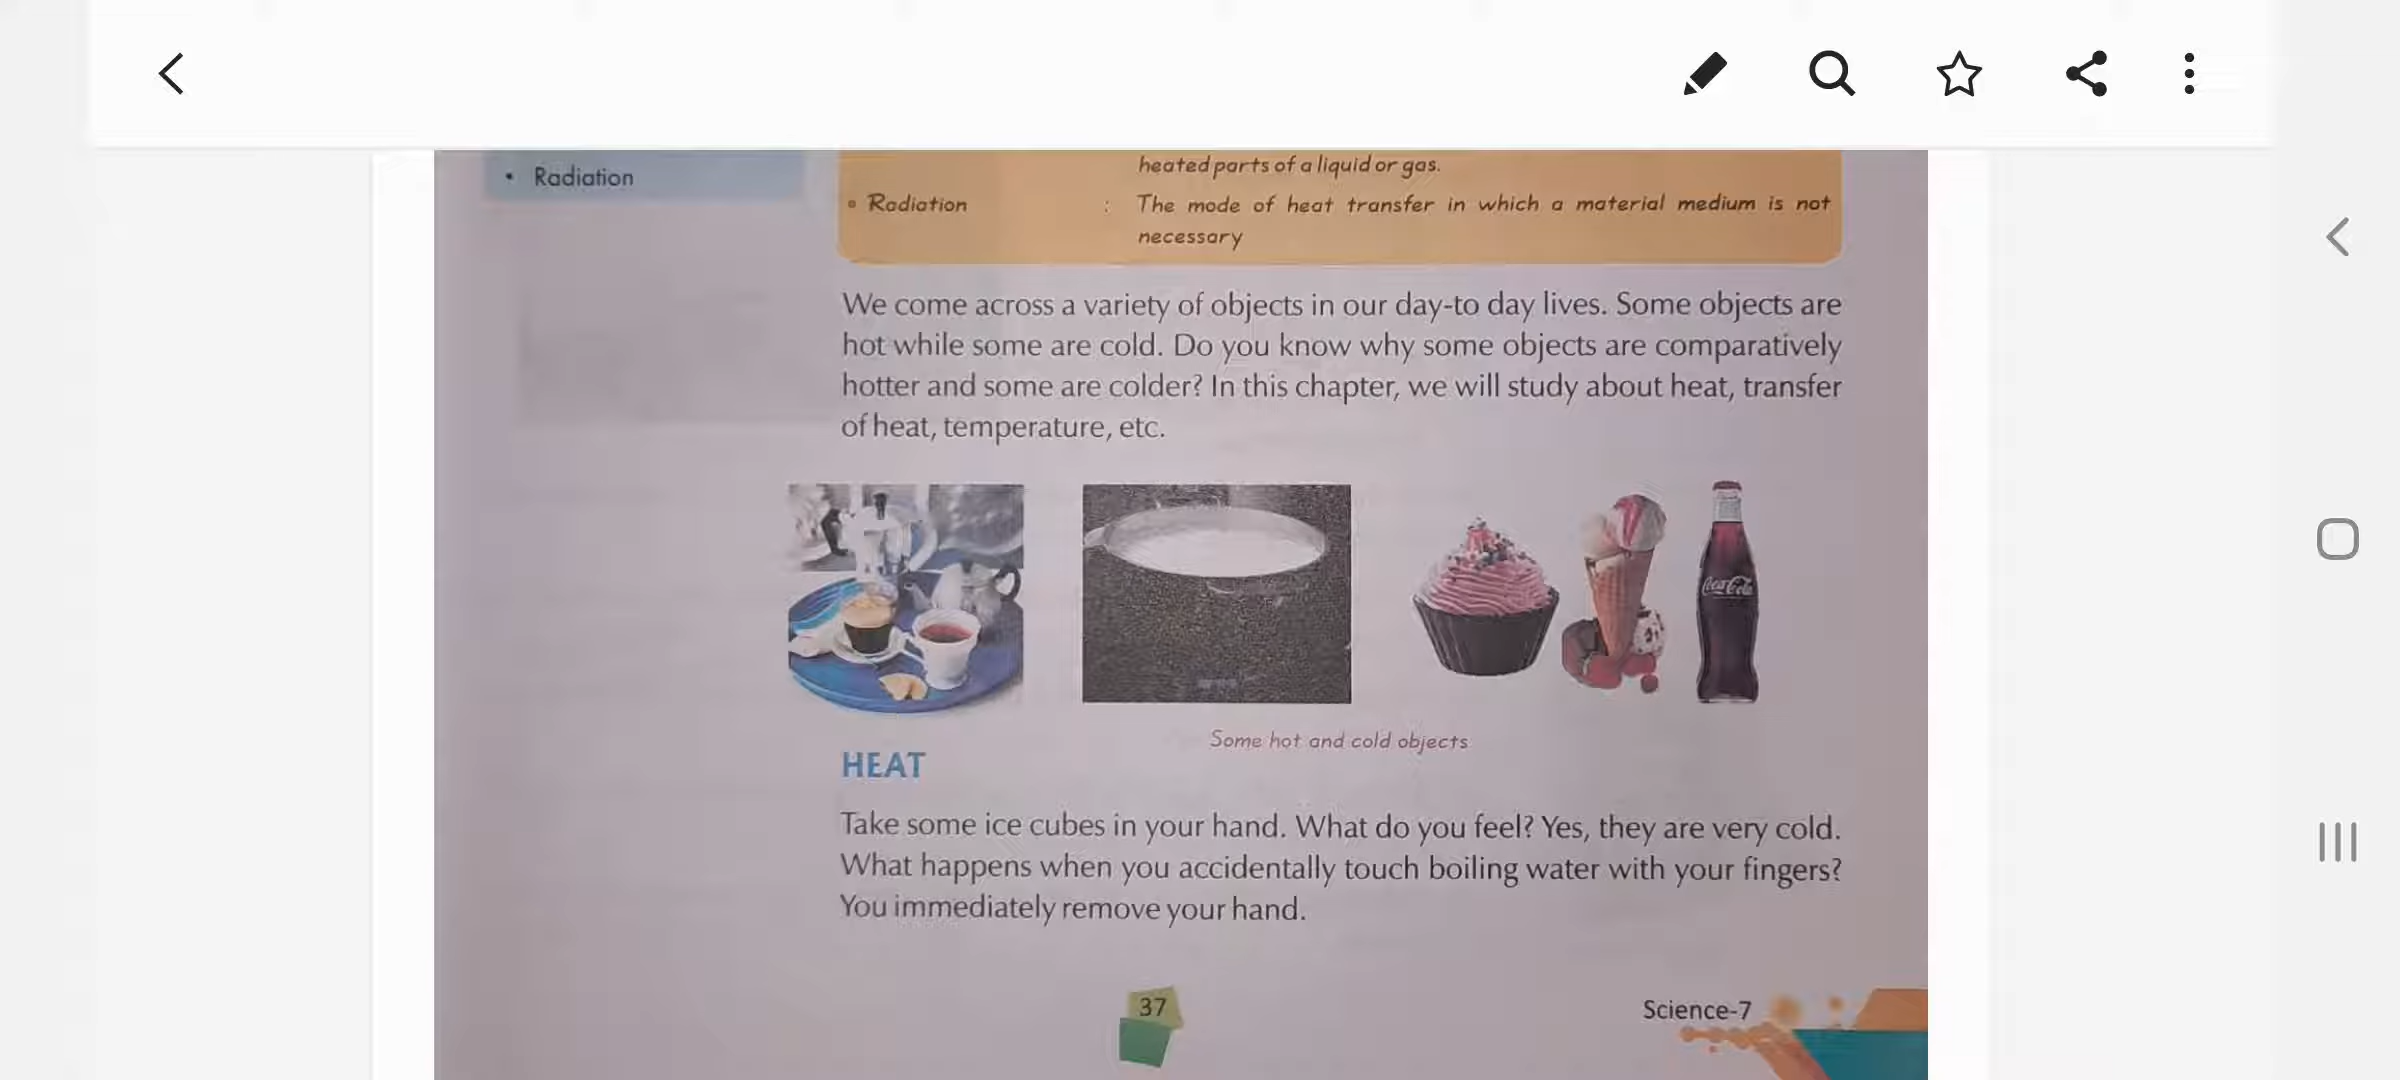 • Radiation
heated parts of a liquid or gas.
• Radiation : The mode of heat transfer in which a material medium is not
necessary
We come across a variety of objects in our day-to day lives. Some objects are
hot while some are cold. Do you know why some objects are comparatively
hotter and some are colder? In this chapter, we will study about heat, transfer
of heat, temperature, etc.
Coca-Cola
Some hot and cold objects
HEAT
Take some ice cubes in your hand. What do you feel? Yes, they are very cold.
What happens when you accidentally touch boiling water with your fingers?
You immediately remove your hand.
37
Science-7